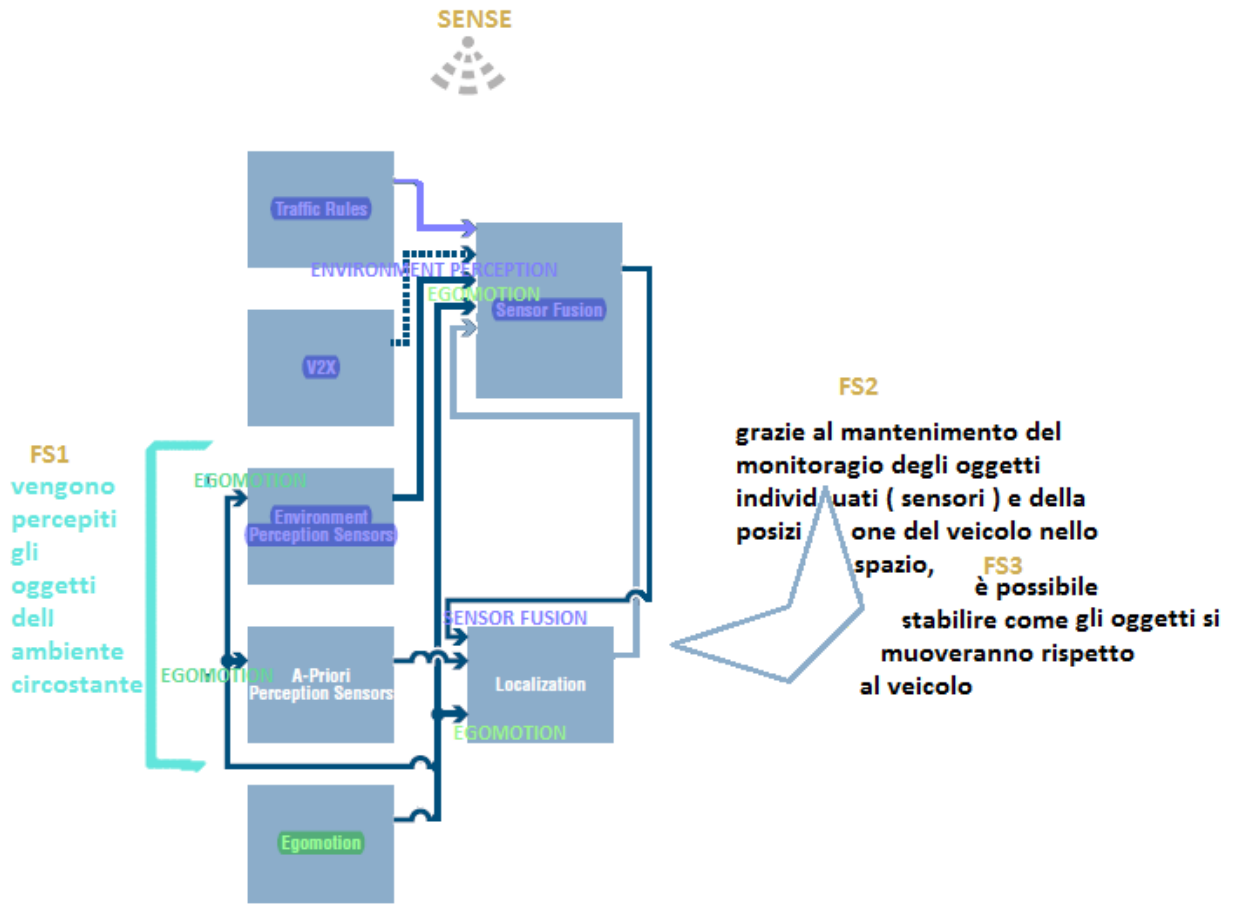 SENSE
Traffic Rules
ENVIRONMENT PERCEPTION
EGOMOTION
Sensor Fusion
V2X
FS1
vengono
percepiti
gli
oggetti
dell
ambiente
circostante
EGOMOTION
Environment
Perception Sensors
EGOMOTION
A-Priori
Perception Sensors
SENSOR FUSION
Localization
EGOMOTION
Egomotion
FS2
grazie al mantenimento del
monitoragio degli oggetti
individ uati ( sensori ) e della
posizi one del veicolo nello
spazio,
FS3
è possibile
stabilire come gli oggetti si
muoveranno rispetto
al veicolo